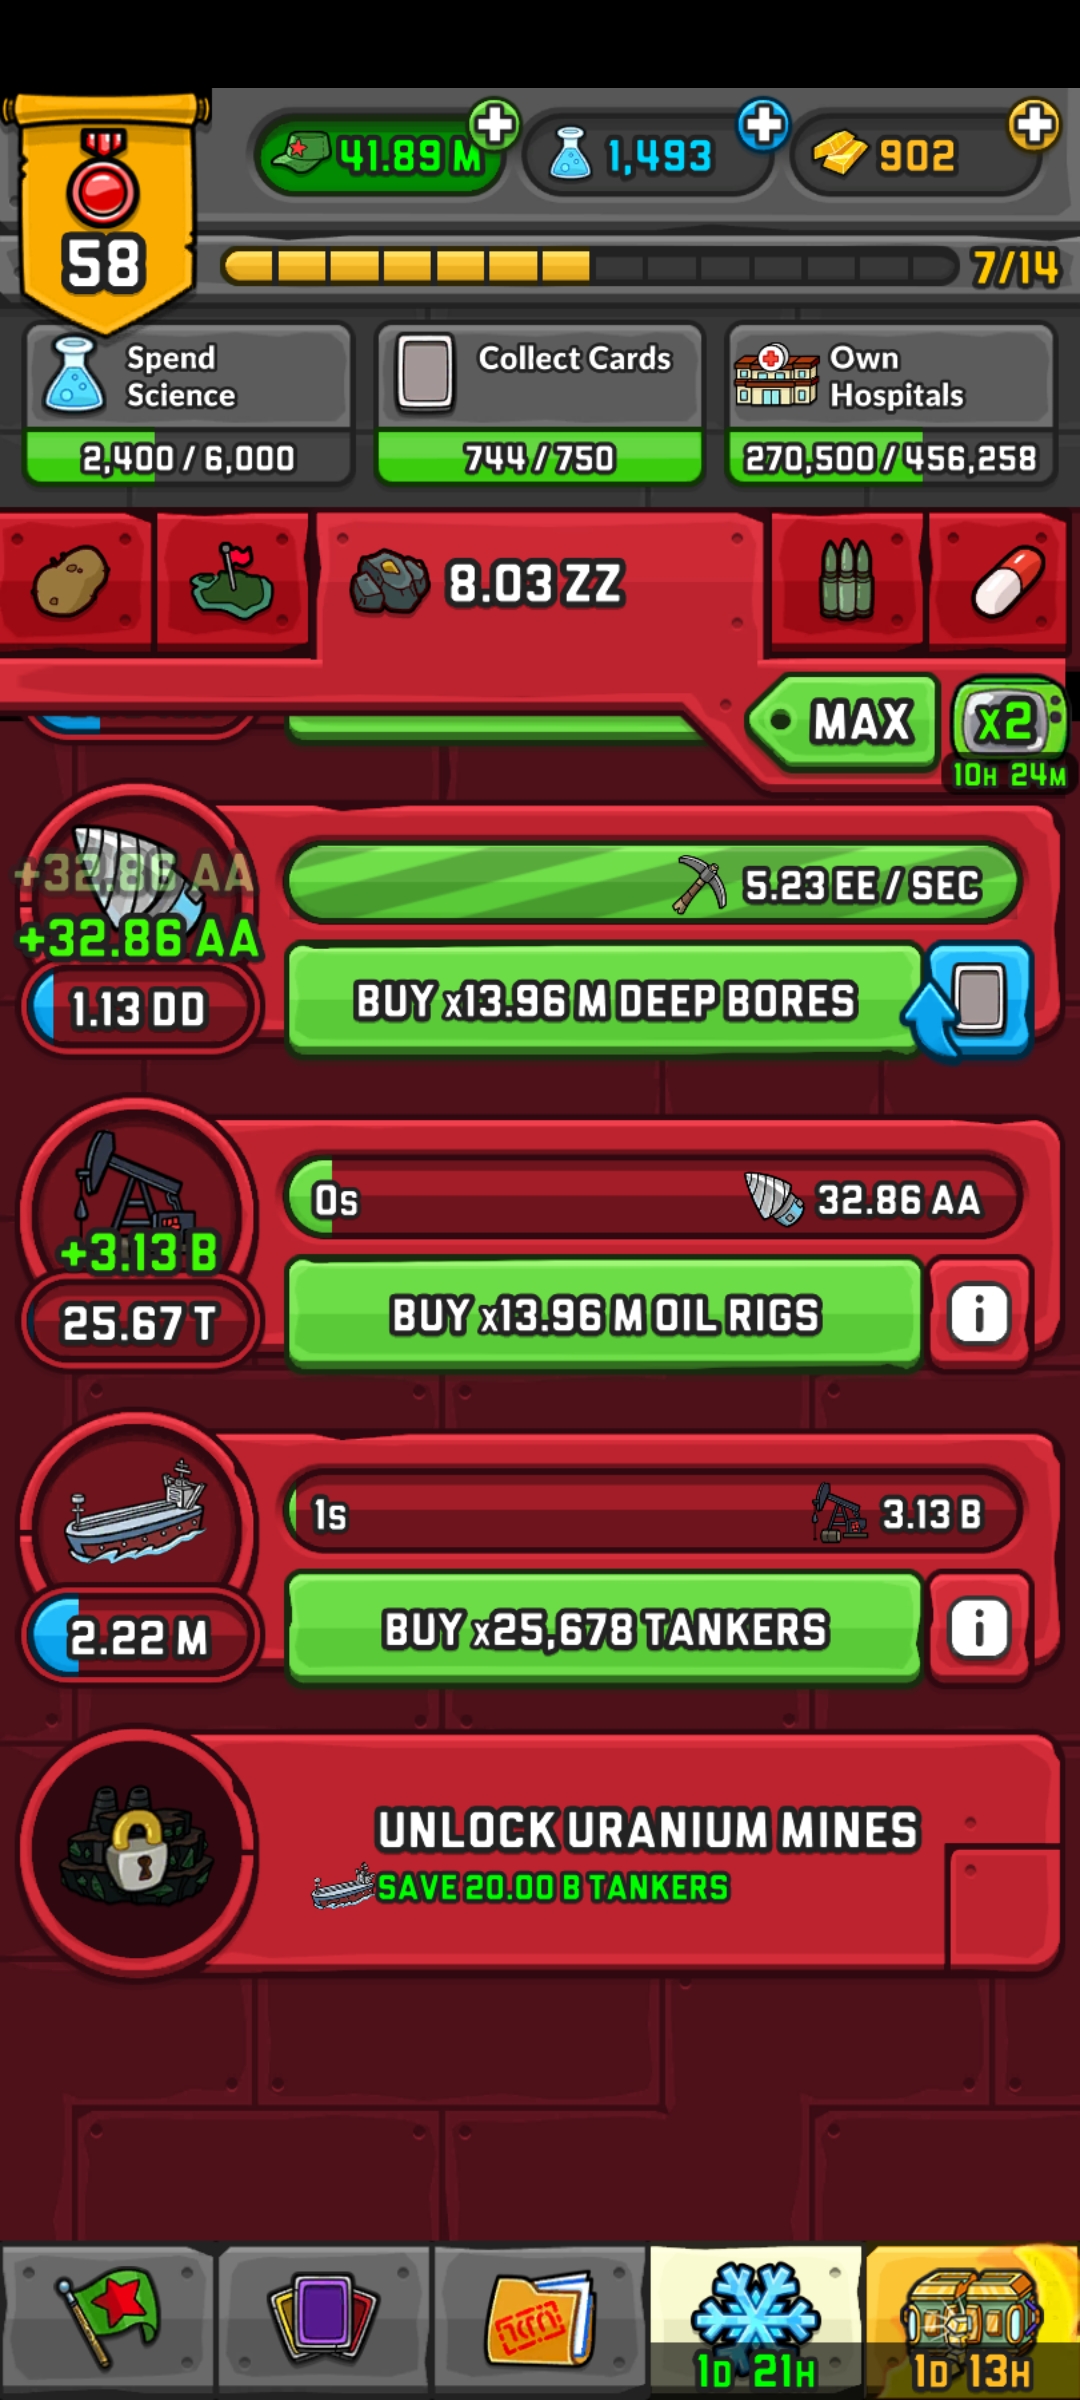 41.89 M
1,493
902
58
7/14
Spend
Science
2,400 / 6,000
Collect Cards
744 / 750
Own
Hospitals
270,500 / 456,258
8.03 ZZ
MAX
x2
10H 24M
+32.86 AA
+32.86 AA
5.23 EE / SEC
1.13 DD
BUY x13.96 M DEEP BORES
0s
32.86 AA
+3.13 B
25.67 T
BUY x13.96 M OIL RIGS
i
1s
3.13 B
2.22 M
BUY x25,678 TANKERS
i
UNLOCK URANIUM MINES
SAVE 20.00 B TANKERS
1D 21H
1D 13H